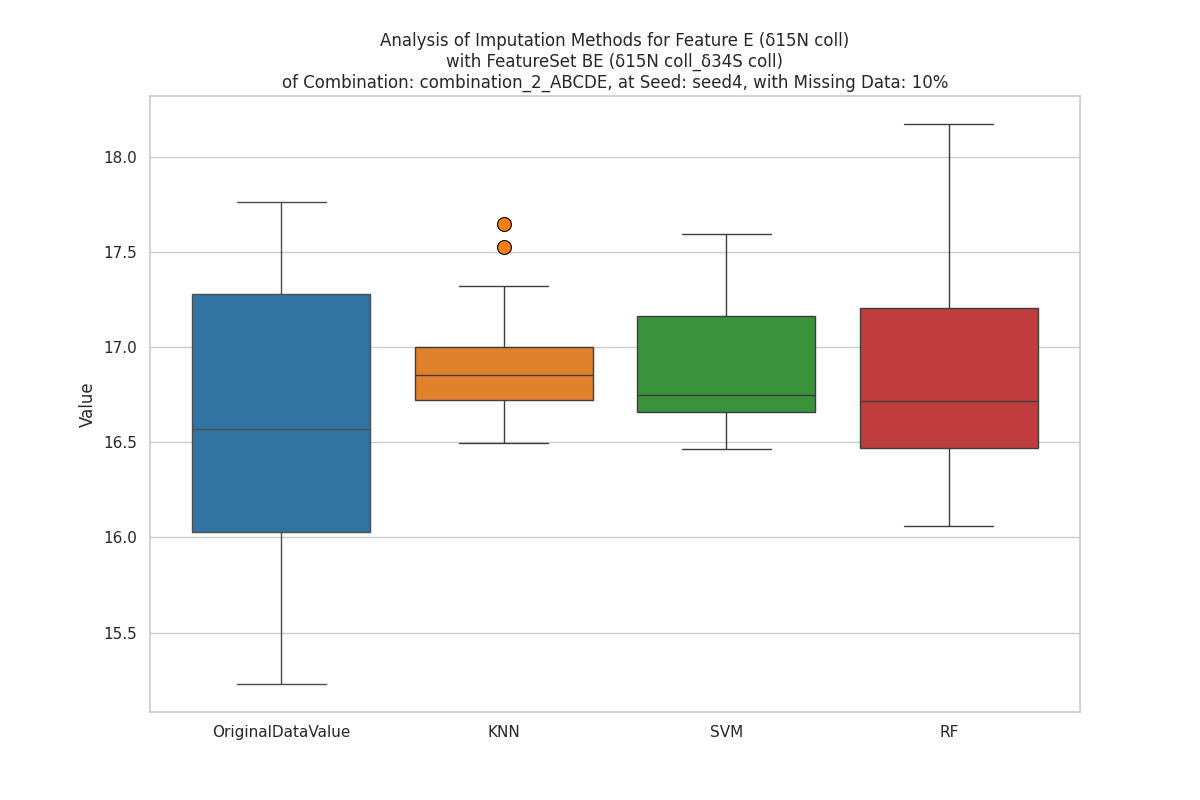 Analysis of Imputation Methods for Feature E (δ15N coll)
with FeatureSet BE (δ15N coll_δ34S coll)
of Combination: combination_2_ABCDE, at Seed: seed4, with Missing Data: 10%
18.0
17.5
17.0
16.5
16.0
15.5
Value
OriginalDataValue
KNN
SVM
RF